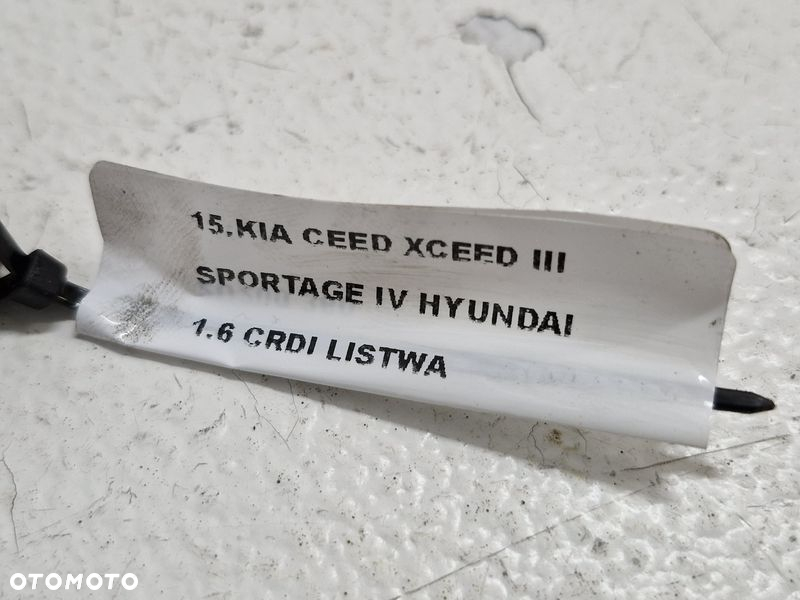 15.KIA CEED XCEED III
SPORTAGE IV HYUNDAI
1.6 CRDI LISTWA
OTOMOTO